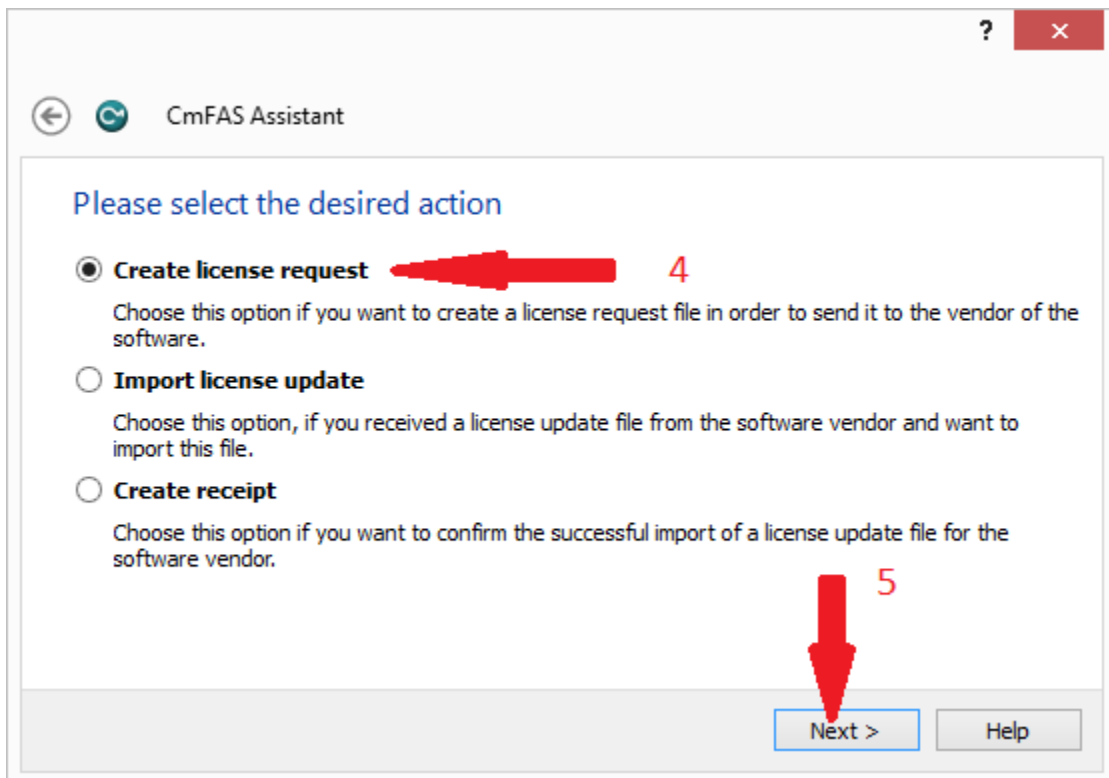 ?
CmFAS Assistant
Please select the desired action
Create license request 4
Choose this option if you want to create a license request file in order to send it to the vendor of the
software.
Import license update
Choose this option, if you received a license update file from the software vendor and want to
import this file.
Create receipt
Choose this option if you want to confirm the successful import of a license update file for the
software vendor.
5
Next > Help